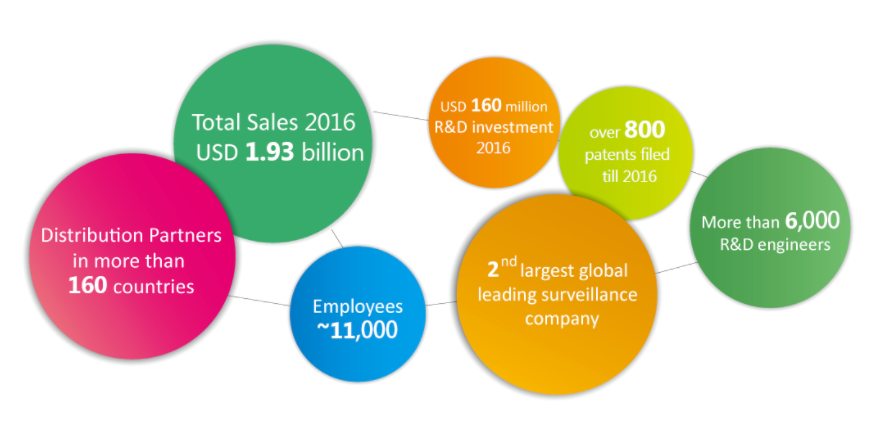 Total Sales 2016
USD 1.93 billion
USD 160 million
R&D investment
2016
over 800
patents filed
till 2016
Distribution Partners
in more than
160 countries
Employees
~11,000
2nd largest global
leading surveillance
company
More than 6,000
R&D engineers